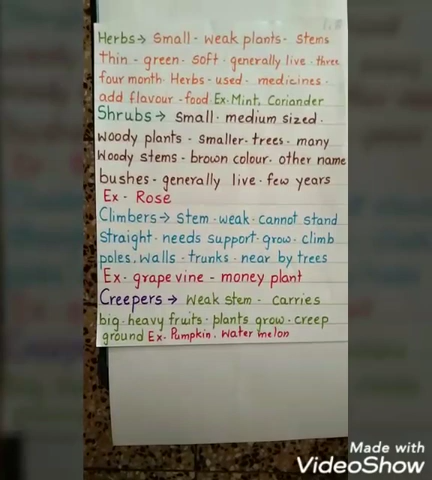 Herbs → small - weak plants - stems
thin - green - soft - generally live - three
four month - Herbs - used - medicines -
add flavour - food Ex- Mint, Coriander
Shrubs → small - medium sized -
woody plants - smaller - trees - many
woody stems - brown colour - other name
bushes - generally live - few years
Ex - Rose
Climbers → stem - weak - cannot stand
straight - needs support - grow - climb
poles, walls - trunks - near by trees
Ex - grape vine - money plant
Creepers → weak stem - carries
big - heavy fruits - plants grow - creep
ground Ex - Pumpkin, water melon
Made with
VideoShow